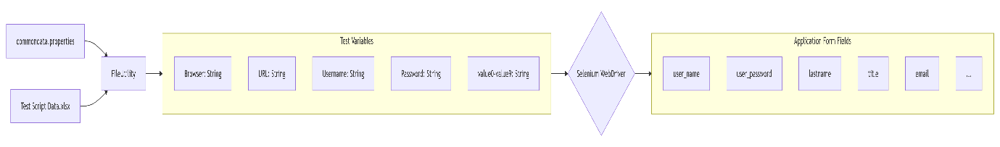 commondata.properties
Test Script Data.xlsx
FileUtility
Test Variables
Browser: String
URL: String
Username: String
Password: String
value0-value9: String
Selenium WebDriver
Application Form Fields
user_name
user_password
lastname
title
email
...